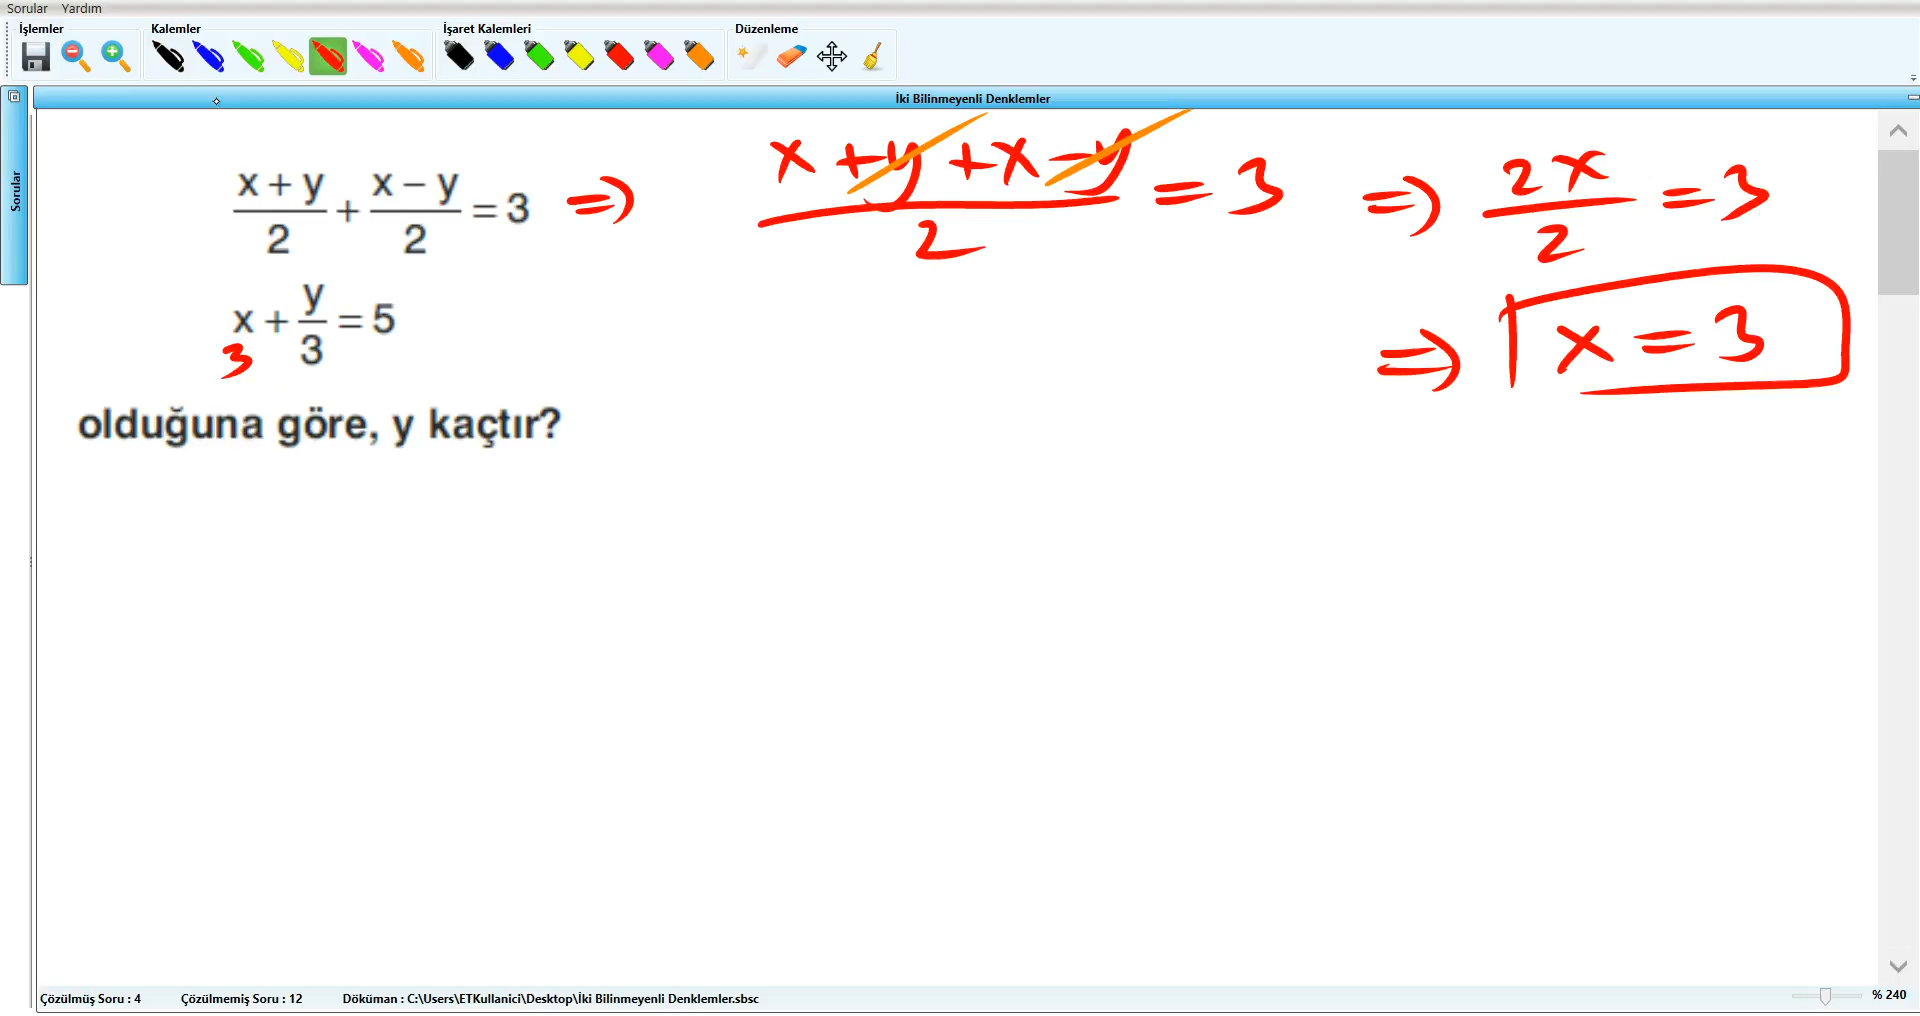 Sorular Yardım
İşlemler Kalemler İşaret Kalemleri Düzenleme
İki Bilinmeyenli Denklemler
Sorular
x + y / 2 + x − y / 2 = 3 ⇒ x + y + x − y / 2 = 3 ⇒ 2x / 2 = 3
x + y / 3 = 5
3
⇒ x = 3
olduğuna göre, y kaçtır?
Çözülmüş Soru : 4 Çözülmemiş Soru : 12 Döküman : C:\Users\ETKullanici\Desktop\İki Bilinmeyenli Denklemler.sbsc % 240